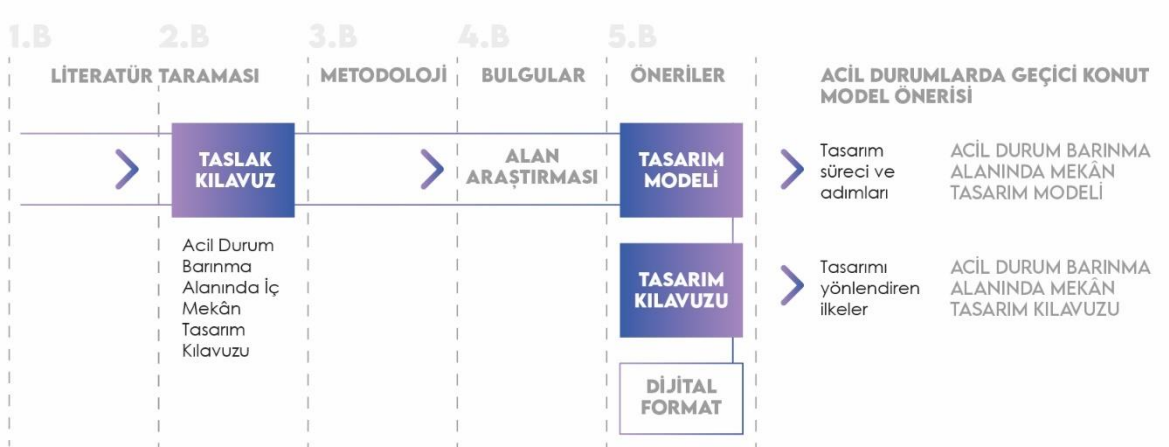 1.B 2.B 3.B 4.B 5.B
LİTERATÜR TARAMASI
METODOLOJİ
BULGULAR
ÖNERİLER
ACİL DURUMLARDA GEÇİCİ KONUT
MODEL ÖNERİSİ
TASLAK
KILAVUZ
Acil Durum
Barınma
Alanında İç
Mekân
Tasarım
Kılavuzu
ALAN
ARAŞTIRMASI
TASARIM
MODELİ
Tasarım
süreci ve
adımları
ACİL DURUM BARINMA
ALANINDA MEKÂN
TASARIM MODELİ
TASARIM
KILAVUZU
Tasarımı
yönlendiren
ilkeler
ACİL DURUM BARINMA
ALANINDA MEKÂN
TASARIM KILAVUZU
DİJİTAL
FORMAT